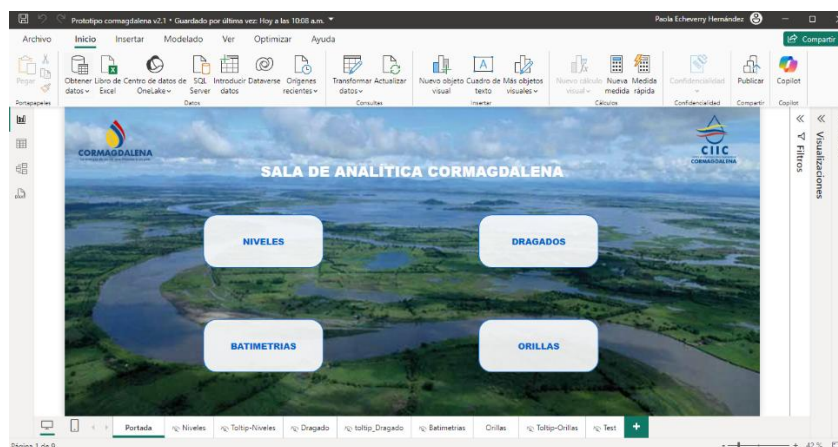 Prototipo cormagdalena v2.1 • Guardado por última vez: Hoy a las 10:08 a.m.
Paola Echeverry Hernández
Archivo Inicio Insertar Modelado Ver Optimizar Ayuda
Compartir
Pegar
Obtener datos
Libro de Excel
Centro de datos de OneLake
SQL Server
Introducir datos
Dataverse
Orígenes recientes
Transformar datos
Actualizar
Nuevo objeto visual
Cuadro de texto
Más objetos visuales
Nuevo cálculo visual
Nueva medida
Medida rápida
Confidencialidad
Publicar
Copilot
Portapapeles Datos Consultas Insertar Cálculos Confidencialidad Compartir Copilot
CORMAGDALENA
CIIC
CORMAGDALENA
SALA DE ANALÍTICA CORMAGDALENA
NIVELES
DRAGADOS
BATIMETRIAS
ORILLAS
Filtros
Visualizaciones
Portada Niveles Toltip-Niveles Dragado toltip_Dragado Batimetrias Orillas Toltip-Orillas Test
Página 1 de 9
42 %